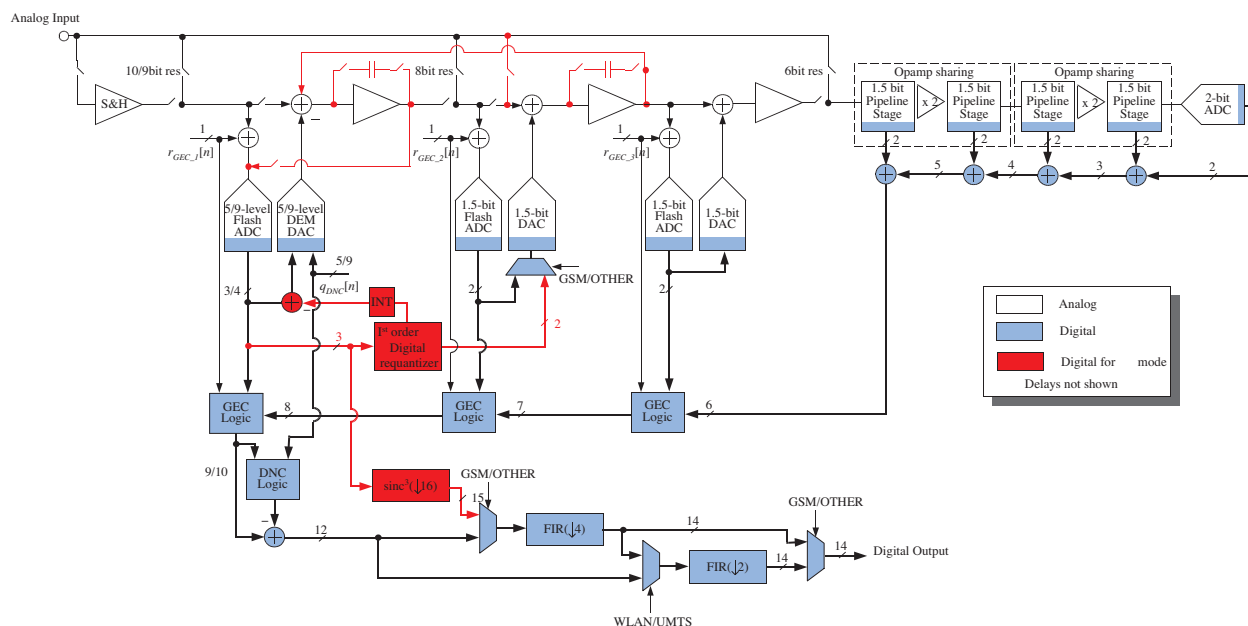 Analog Input
S&H
10/9bit res
8bit res
6bit res
Opamp sharing
1.5 bit
Pipeline
Stage
x 2
1.5 bit
Pipeline
Stage
Opamp sharing
1.5 bit
Pipeline
Stage
x 2
1.5 bit
Pipeline
Stage
2-bit
ADC
2
2
2
2
5
4
3
2
1
r_GEC_1[n]
1
r_GEC_2[n]
1
r_GEC_3[n]
5/9-level
Flash
ADC
5/9-level
DEM
DAC
1.5-bit
Flash
ADC
1.5-bit
DAC
1.5-bit
Flash
ADC
1.5-bit
DAC
5/9
q_DNC[n]
3/4
GSM/OTHER
2
2
2
INT
1st order
Digital
requantizer
3
Analog
Digital
Digital for mode
Delays not shown
GEC
Logic
8
GEC
Logic
7
GEC
Logic
6
9/10
DNC
Logic
sinc³(↓16)
15
GSM/OTHER
12
FIR(↓4)
14
GSM/OTHER
FIR(↓2)
14
14
Digital Output
WLAN/UMTS